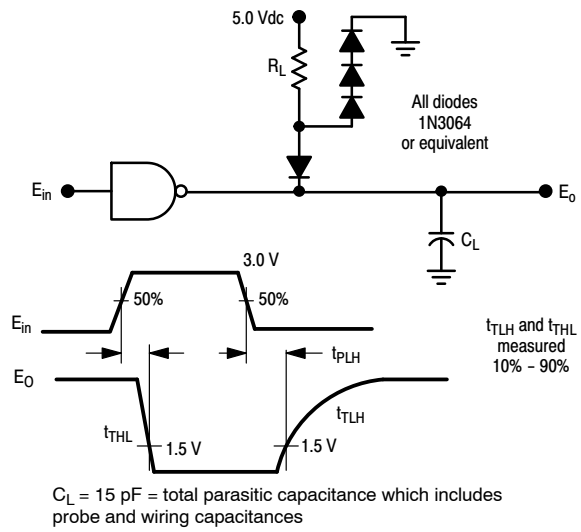 5.0 Vdc
RL
All diodes
1N3064
or equivalent
Ein
Eo
CL
3.0 V
50%
50%
Ein
tTLH and tTHL
measured
10% – 90%
tPLH
EO
tTHL
1.5 V
tTLH
1.5 V
CL = 15 pF = total parasitic capacitance which includes
probe and wiring capacitances